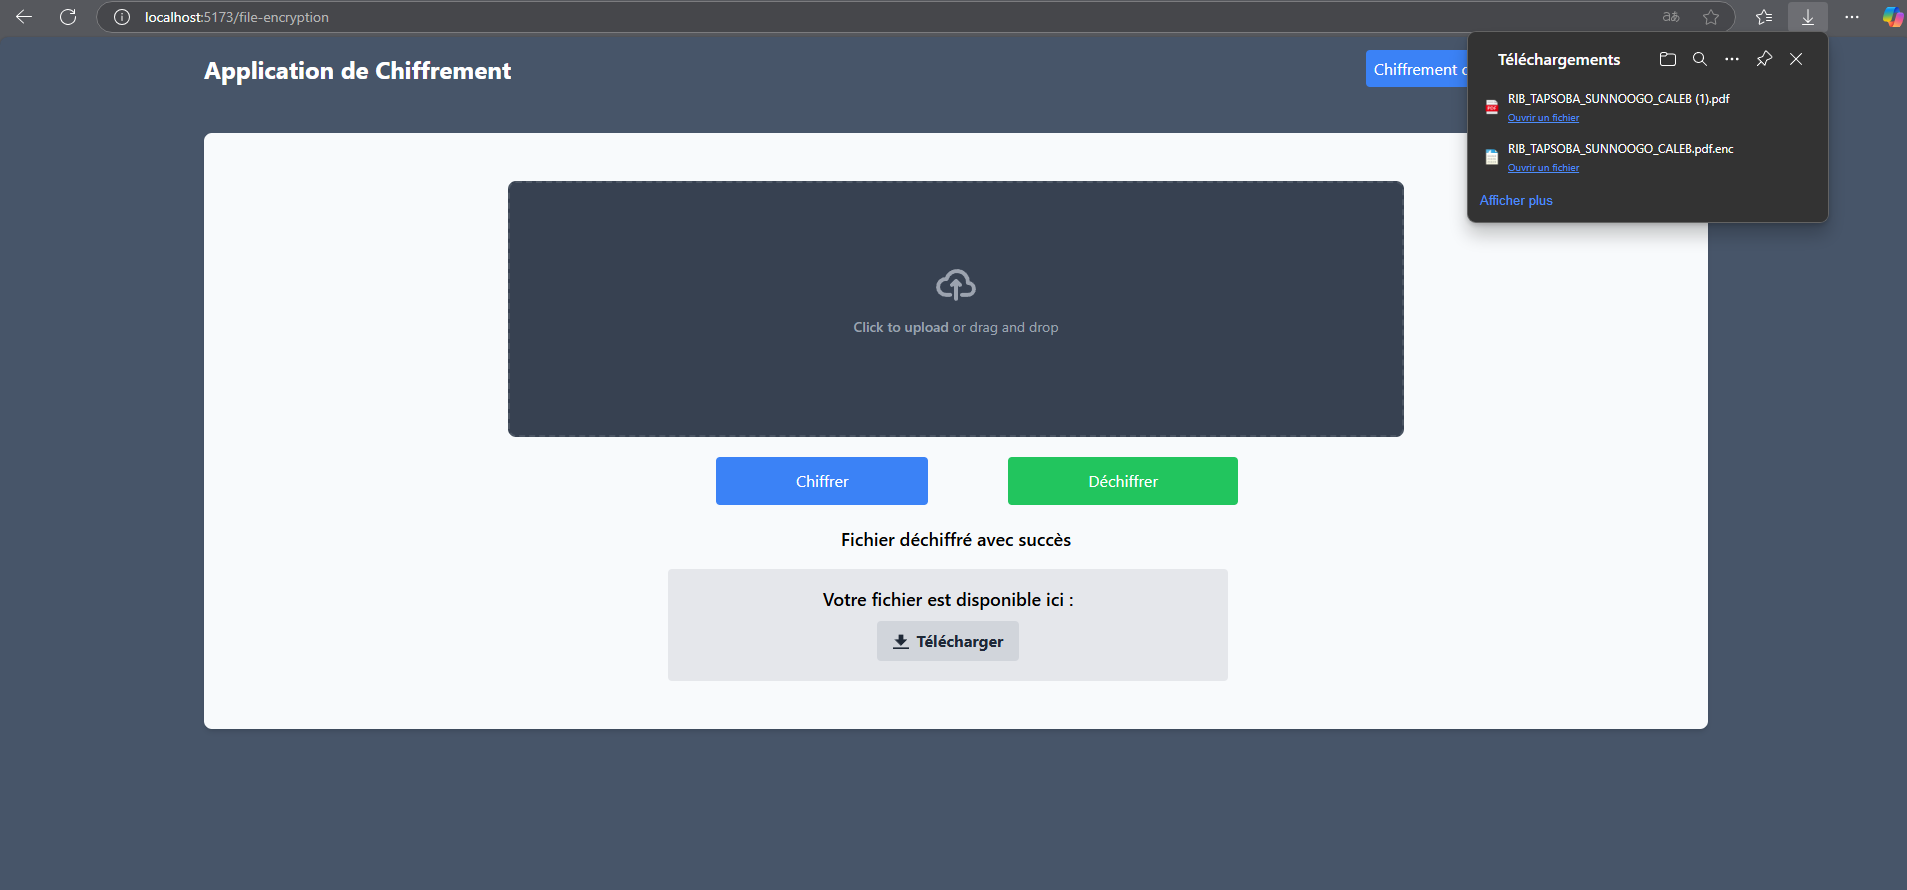 localhost:5173/file-encryption
aあ
Application de Chiffrement
Chiffrement
Téléchargements
RIB_TAPSOBA_SUNNOOGO_CALEB (1).pdf
Ouvrir un fichier
RIB_TAPSOBA_SUNNOOGO_CALEB.pdf.enc
Ouvrir un fichier
Afficher plus
Click to upload or drag and drop
Chiffrer
Déchiffrer
Fichier déchiffré avec succès
Votre fichier est disponible ici :
Télécharger